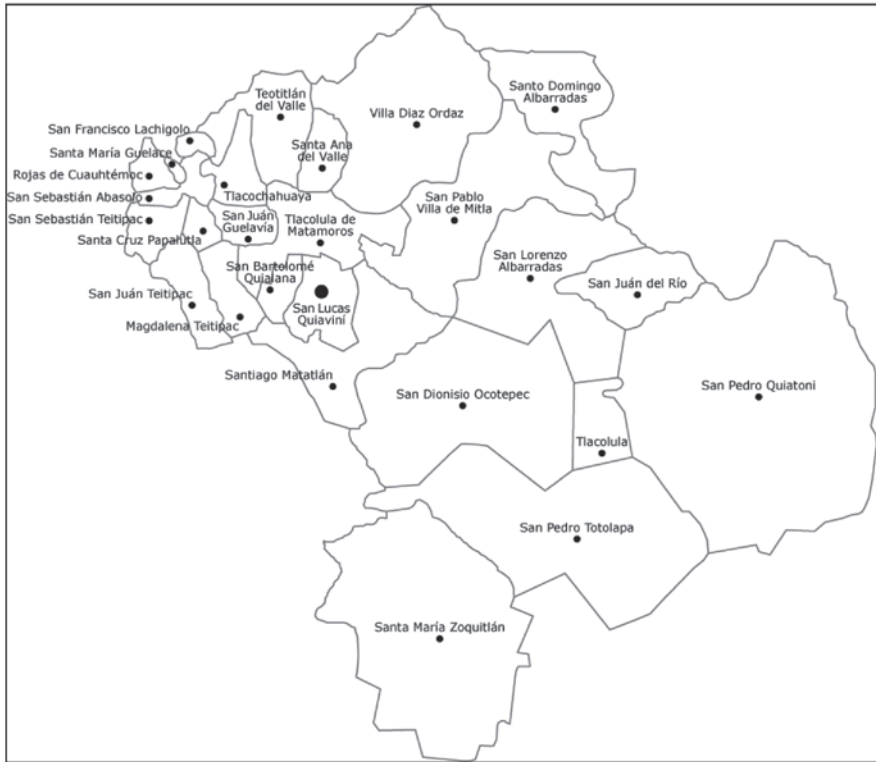 Teotitlán
del Valle
Villa Diaz Ordaz
Santo Domingo
Albarradas
San Francisco Lachigolo
Santa María Guelace
Santa Ana
del Valle
Rojas de Cuauhtémoc
San Sebastián Abasolo
Tlacochahuaya
San Pablo
Villa de Mitla
San Sebastián Teitipac
San Juán
Guelavía
Tlacolula de
Matamoros
Santa Cruz Papalutla
San Lorenzo
Albarradas
San Bartolomé
Quialana
San Juán del Río
San Juán Teitipac
San Lucas
Quiaviní
Magdalena Teitipac
Santiago Matatlán
San Dionisio Ocotepec
San Pedro Quiatoni
Tlacolula
San Pedro Totolapa
Santa María Zoquitlán